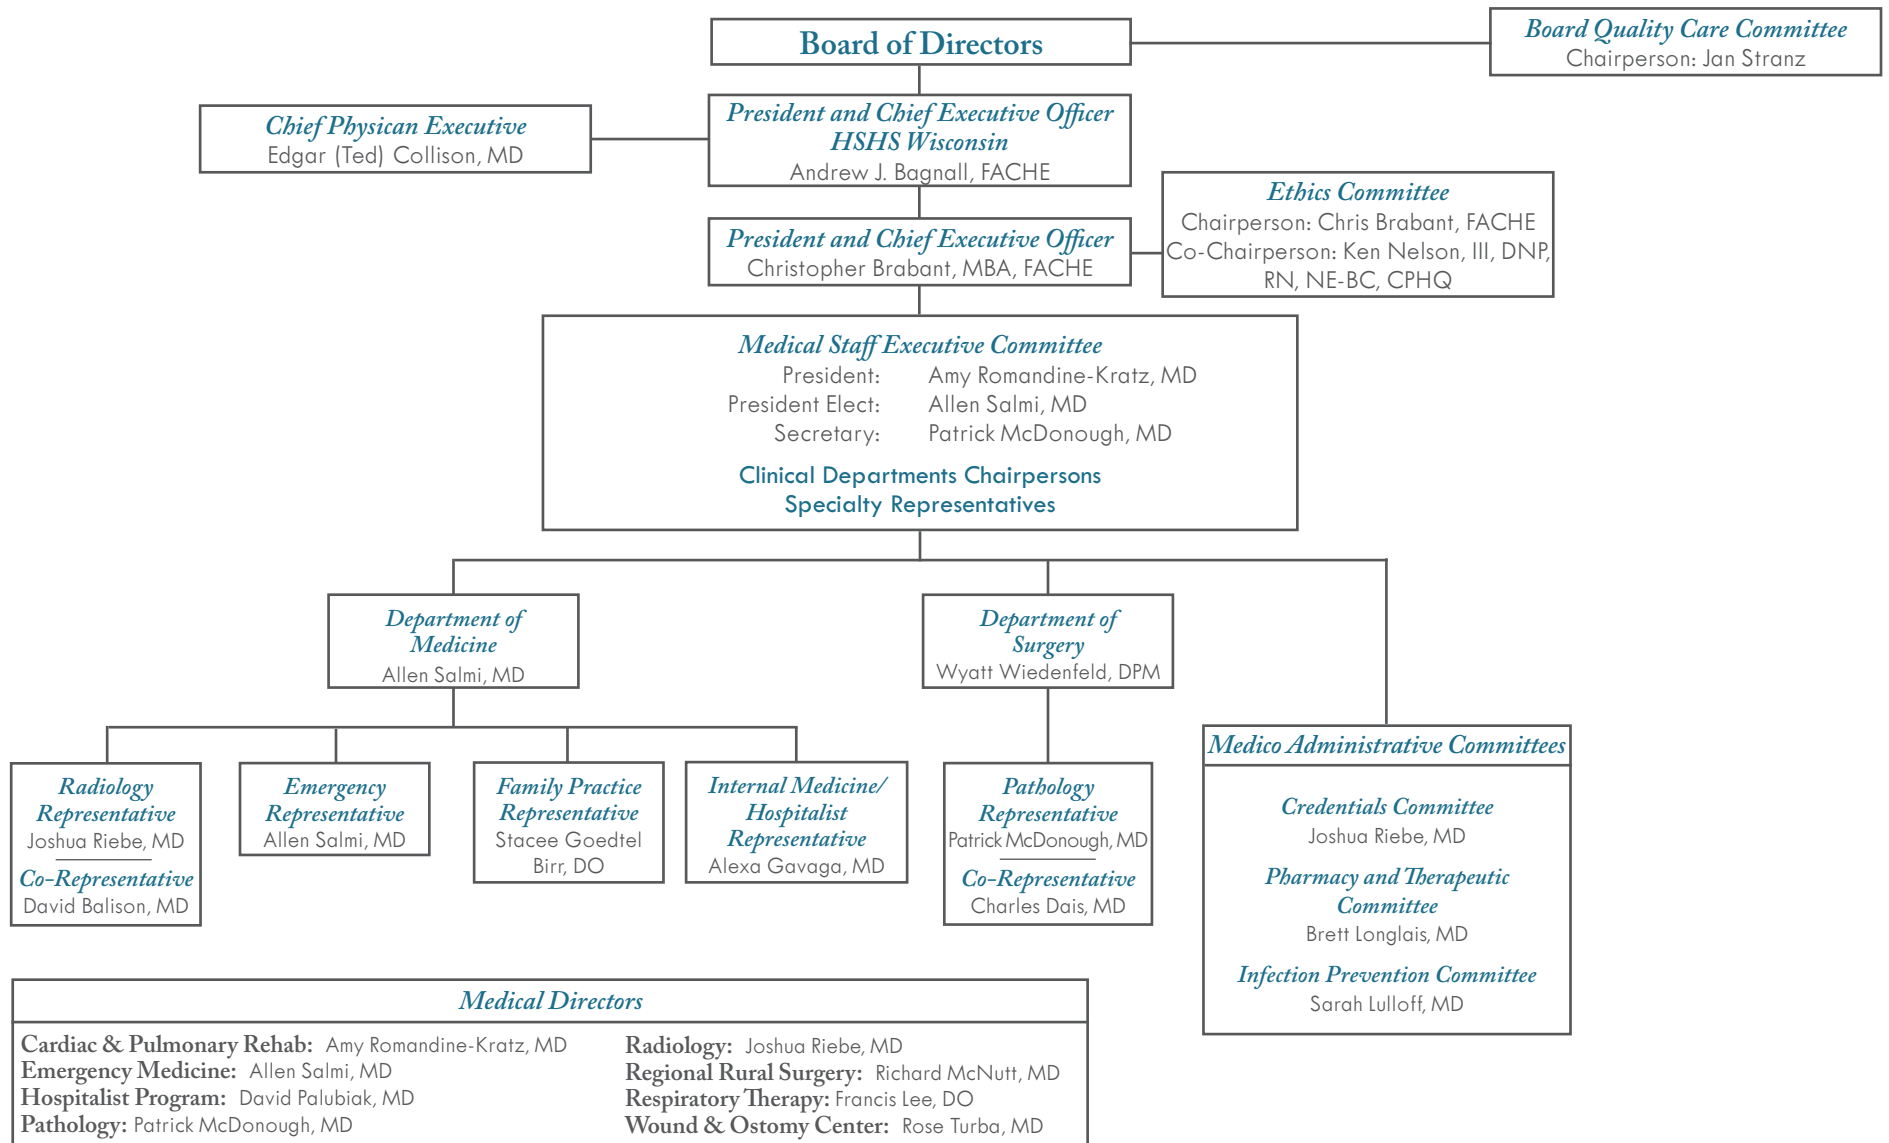 Board of Directors
Board Quality Care Committee
Chairperson: Jan Stranz
Chief Physican Executive
Edgar (Ted) Collison, MD
President and Chief Executive Officer
HSHS Wisconsin
Andrew J. Bagnall, FACHE
Ethics Committee
Chairperson: Chris Brabant, FACHE
Co-Chairperson: Ken Nelson, III, DNP,
RN, NE-BC, CPHQ
President and Chief Executive Officer
Christopher Brabant, MBA, FACHE
Medical Staff Executive Committee
President: Amy Romandine-Kratz, MD
President Elect: Allen Salmi, MD
Secretary: Patrick McDonough, MD
Clinical Departments Chairpersons
Specialty Representatives
Department of
Medicine
Allen Salmi, MD
Department of
Surgery
Wyatt Wiedenfeld, DPM
Radiology
Representative
Joshua Riebe, MD
Co-Representative
David Balison, MD
Emergency
Representative
Allen Salmi, MD
Family Practice
Representative
Stacee Goedtel
Birr, DO
Internal Medicine/
Hospitalist
Representative
Alexa Gavaga, MD
Pathology
Representative
Patrick McDonough, MD
Co-Representative
Charles Dais, MD
Medico Administrative Committees
Credentials Committee
Joshua Riebe, MD
Pharmacy and Therapeutic
Committee
Brett Longlais, MD
Infection Prevention Committee
Sarah Lulloff, MD
Medical Directors
Cardiac & Pulmonary Rehab: Amy Romandine-Kratz, MD
Emergency Medicine: Allen Salmi, MD
Hospitalist Program: David Palubiak, MD
Pathology: Patrick McDonough, MD
Radiology: Joshua Riebe, MD
Regional Rural Surgery: Richard McNutt, MD
Respiratory Therapy: Francis Lee, DO
Wound & Ostomy Center: Rose Turba, MD